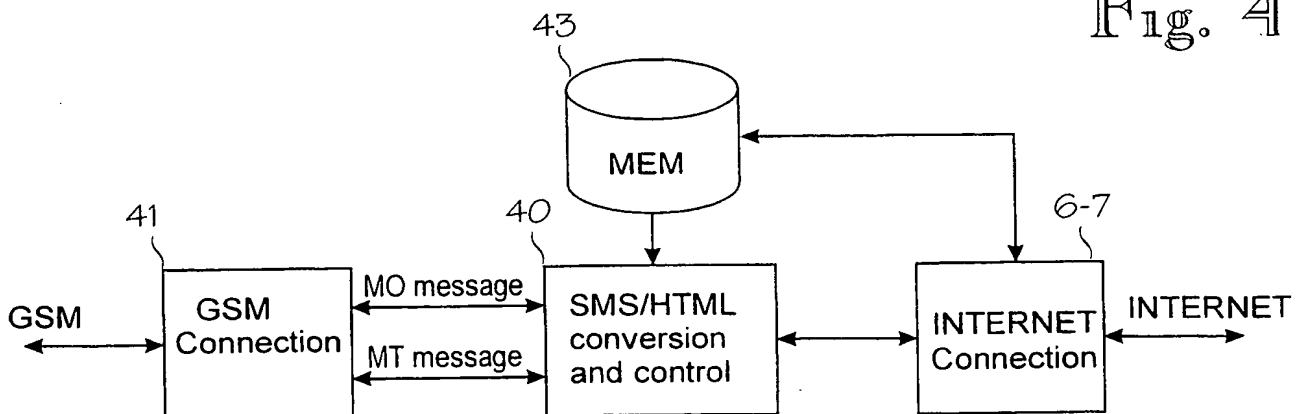 Fig. 4
43
MEM
41
40
6-7
GSM
GSM
Connection
MO message
MT message
SMS/HTML
conversion
and control
INTERNET
Connection
INTERNET